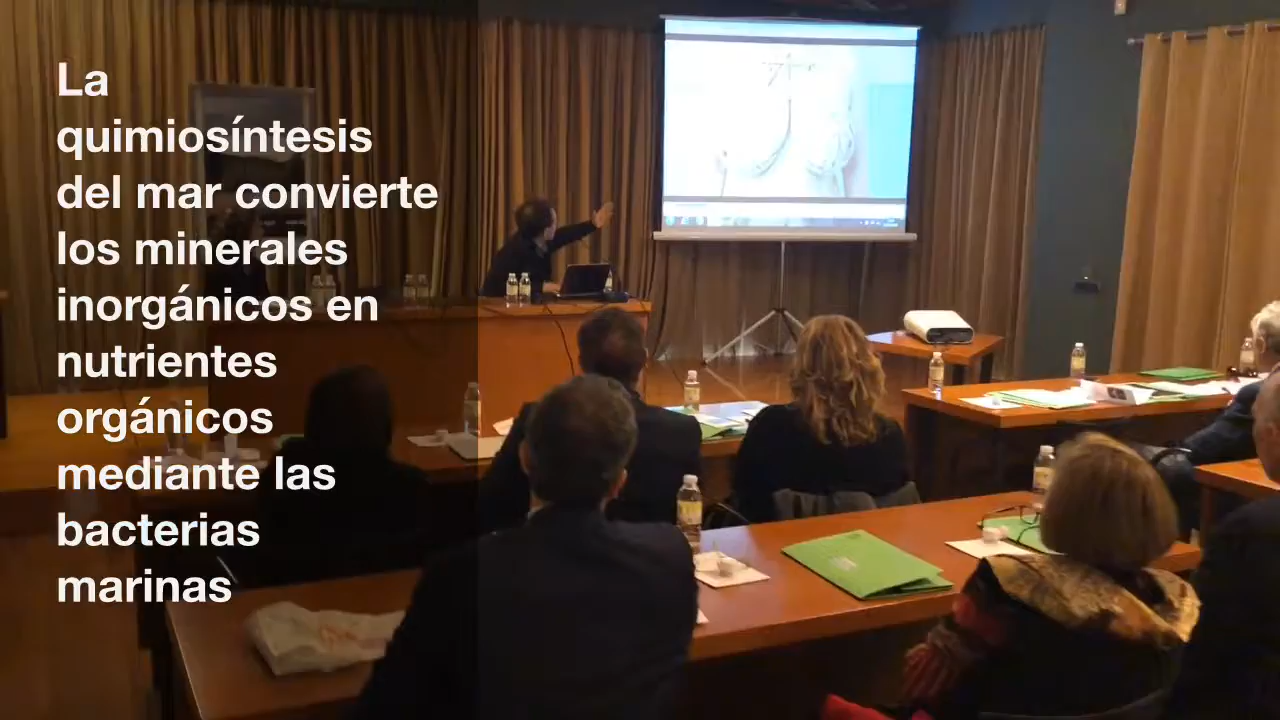 La
quimiosíntesis
del mar convierte
los minerales
inorgánicos en
nutrientes
orgánicos
mediante las
bacterias
marinas